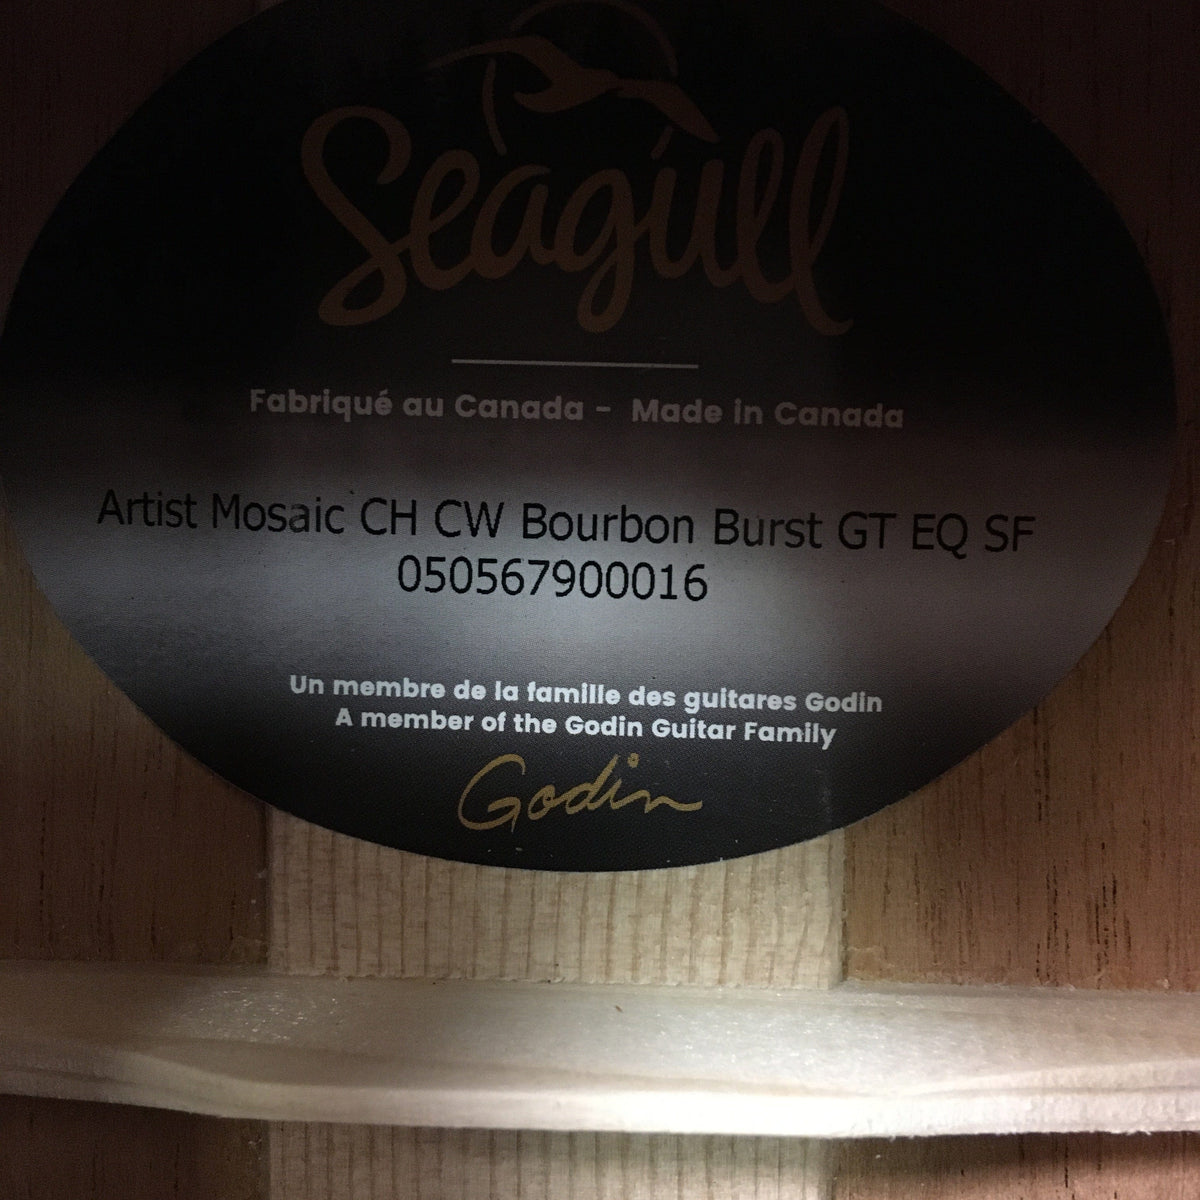 Seagull
Fabriqué au Canada - Made in Canada
Artist Mosaic CH CW Bourbon Burst GT EQ SF
050567900016
Un membre de la famille des guitares Godin
A member of the Godin Guitar Family
Godin